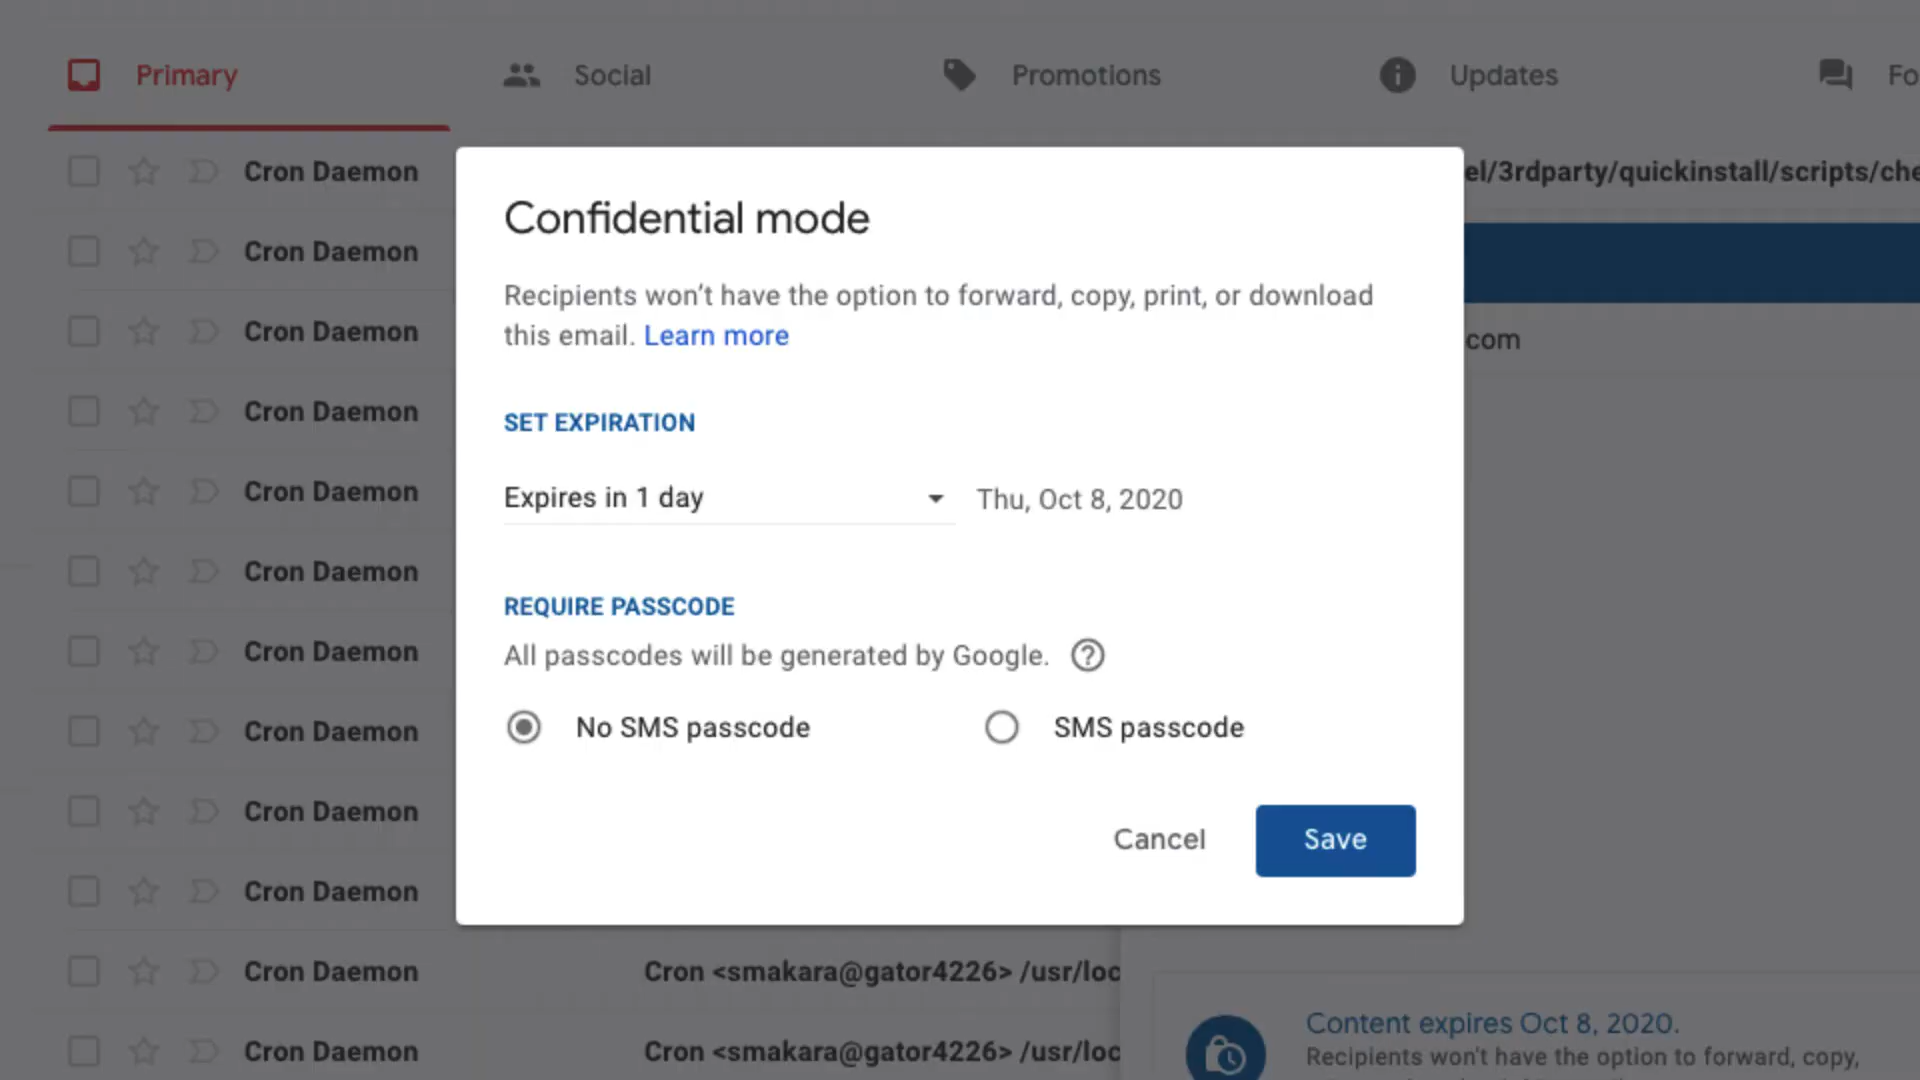 Primary
Social
Promotions
Updates
Fo
Cron Daemon
el/3rdparty/quickinstall/scripts/che
Cron Daemon
Cron Daemon
com
Cron Daemon
Cron Daemon
Cron Daemon
Cron Daemon
Cron Daemon
Cron Daemon
Cron Daemon
Cron Daemon
Cron <smakara@gator4226> /usr/loc
Cron Daemon
Cron <smakara@gator4226> /usr/loc
Confidential mode
Recipients won’t have the option to forward, copy, print, or download
this email. Learn more
SET EXPIRATION
Expires in 1 day
Thu, Oct 8, 2020
REQUIRE PASSCODE
All passcodes will be generated by Google.
No SMS passcode
SMS passcode
Cancel
Save
Content expires Oct 8, 2020.
Recipients won't have the option to forward, copy,